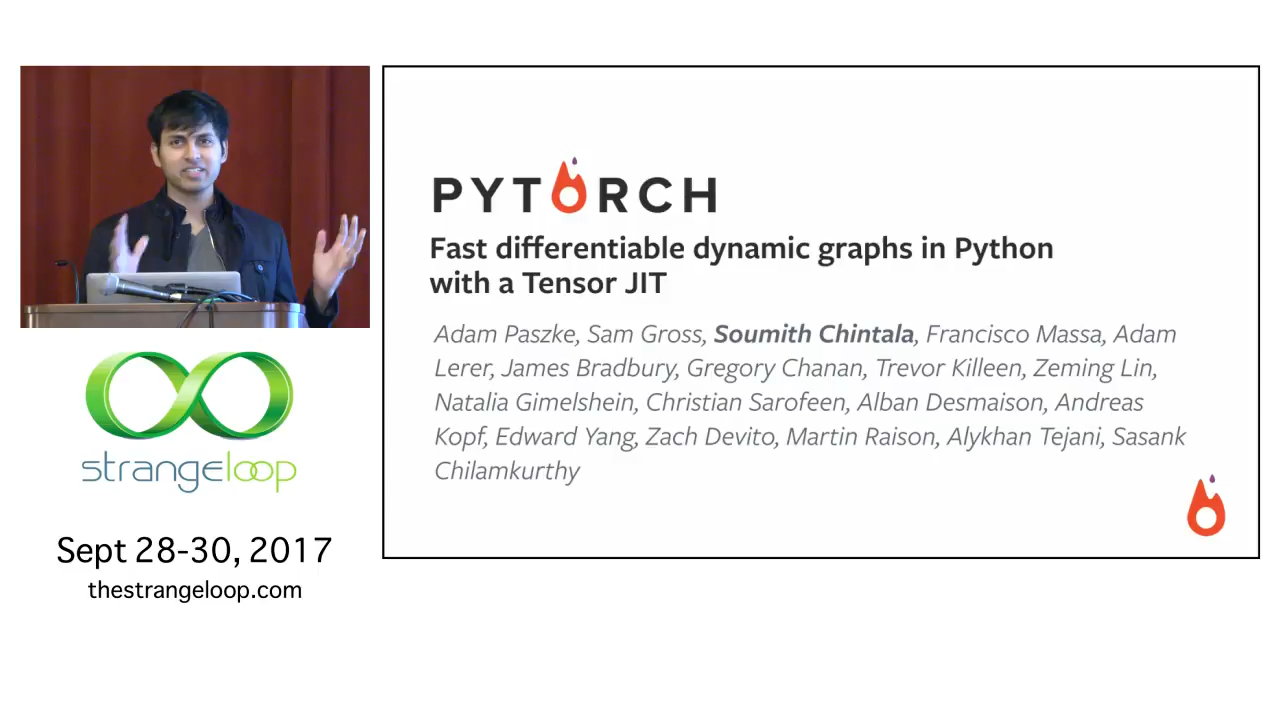 PYTORCH
Fast differentiable dynamic graphs in Python
with a Tensor JIT
Adam Paszke, Sam Gross, Soumith Chintala, Francisco Massa, Adam
Lerer, James Bradbury, Gregory Chanan, Trevor Killeen, Zeming Lin,
Natalia Gimelshein, Christian Sarofeen, Alban Desmaison, Andreas
Kopf, Edward Yang, Zach Devito, Martin Raison, Alykhan Tejani, Sasank
Chilamkurthy
strangeloop
Sept 28-30, 2017
thestrangeloop.com